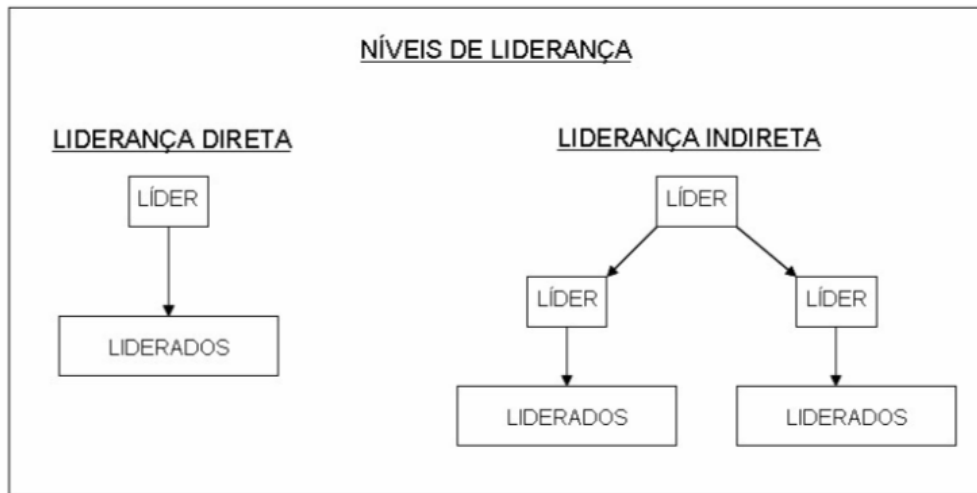 NÍVEIS DE LIDERANÇA
LIDERANÇA DIRETA
LÍDER
LIDERADOS
LIDERANÇA INDIRETA
LÍDER
LÍDER
LÍDER
LIDERADOS
LIDERADOS